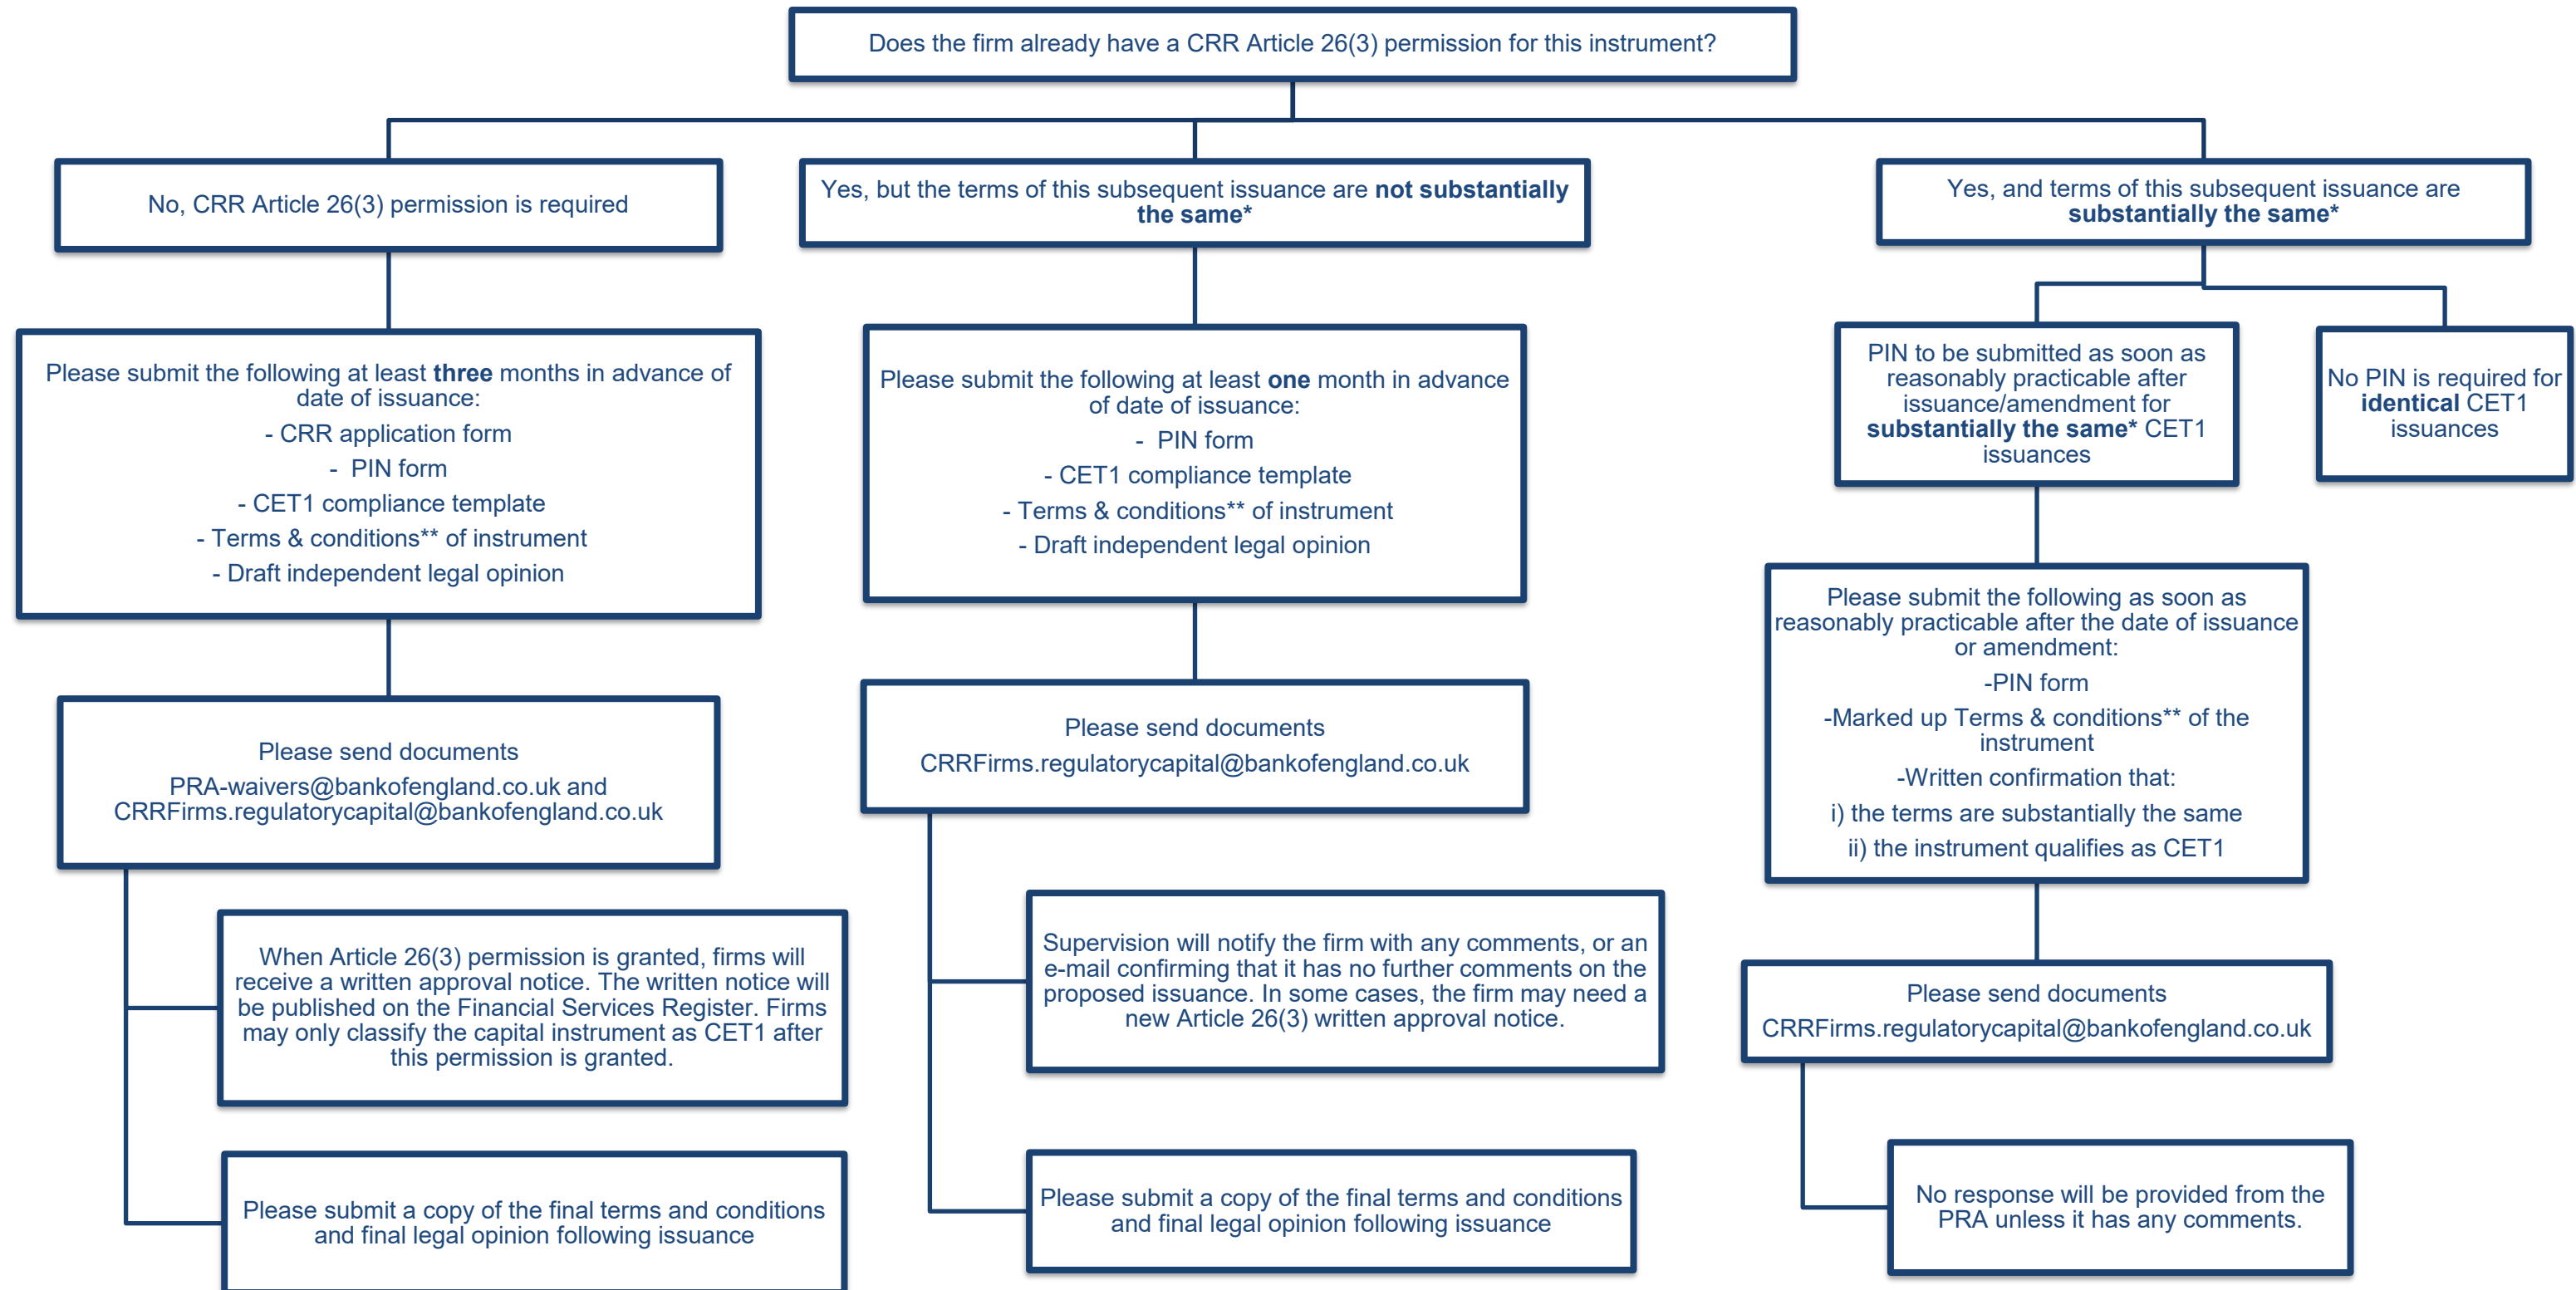 Does the firm already have a CRR Article 26(3) permission for this instrument?
No, CRR Article 26(3) permission is required
Yes, but the terms of this subsequent issuance are not substantially
the same*
Yes, and terms of this subsequent issuance are
substantially the same*
Please submit the following at least three months in advance of
date of issuance:
- CRR application form
- PIN form
- CET1 compliance template
- Terms & conditions** of instrument
- Draft independent legal opinion
Please submit the following at least one month in advance
of date of issuance:
- PIN form
- CET1 compliance template
- Terms & conditions** of instrument
- Draft independent legal opinion
PIN to be submitted as soon as
reasonably practicable after
issuance/amendment for
substantially the same* CET1
issuances
No PIN is required for
identical CET1
issuances
Please submit the following as soon as
reasonably practicable after the date of issuance
or amendment:
-PIN form
-Marked up Terms & conditions** of the
instrument
-Written confirmation that:
i) the terms are substantially the same
ii) the instrument qualifies as CET1
Please send documents
PRA-waivers@bankofengland.co.uk and
CRRFirms.regulatorycapital@bankofengland.co.uk
Please send documents
CRRFirms.regulatorycapital@bankofengland.co.uk
Please send documents
CRRFirms.regulatorycapital@bankofengland.co.uk
When Article 26(3) permission is granted, firms will
receive a written approval notice. The written notice will
be published on the Financial Services Register. Firms
may only classify the capital instrument as CET1 after
this permission is granted.
Supervision will notify the firm with any comments, or an
e-mail confirming that it has no further comments on the
proposed issuance. In some cases, the firm may need a
new Article 26(3) written approval notice.
Please submit a copy of the final terms and conditions
and final legal opinion following issuance
Please submit a copy of the final terms and conditions
and final legal opinion following issuance
No response will be provided from the
PRA unless it has any comments.